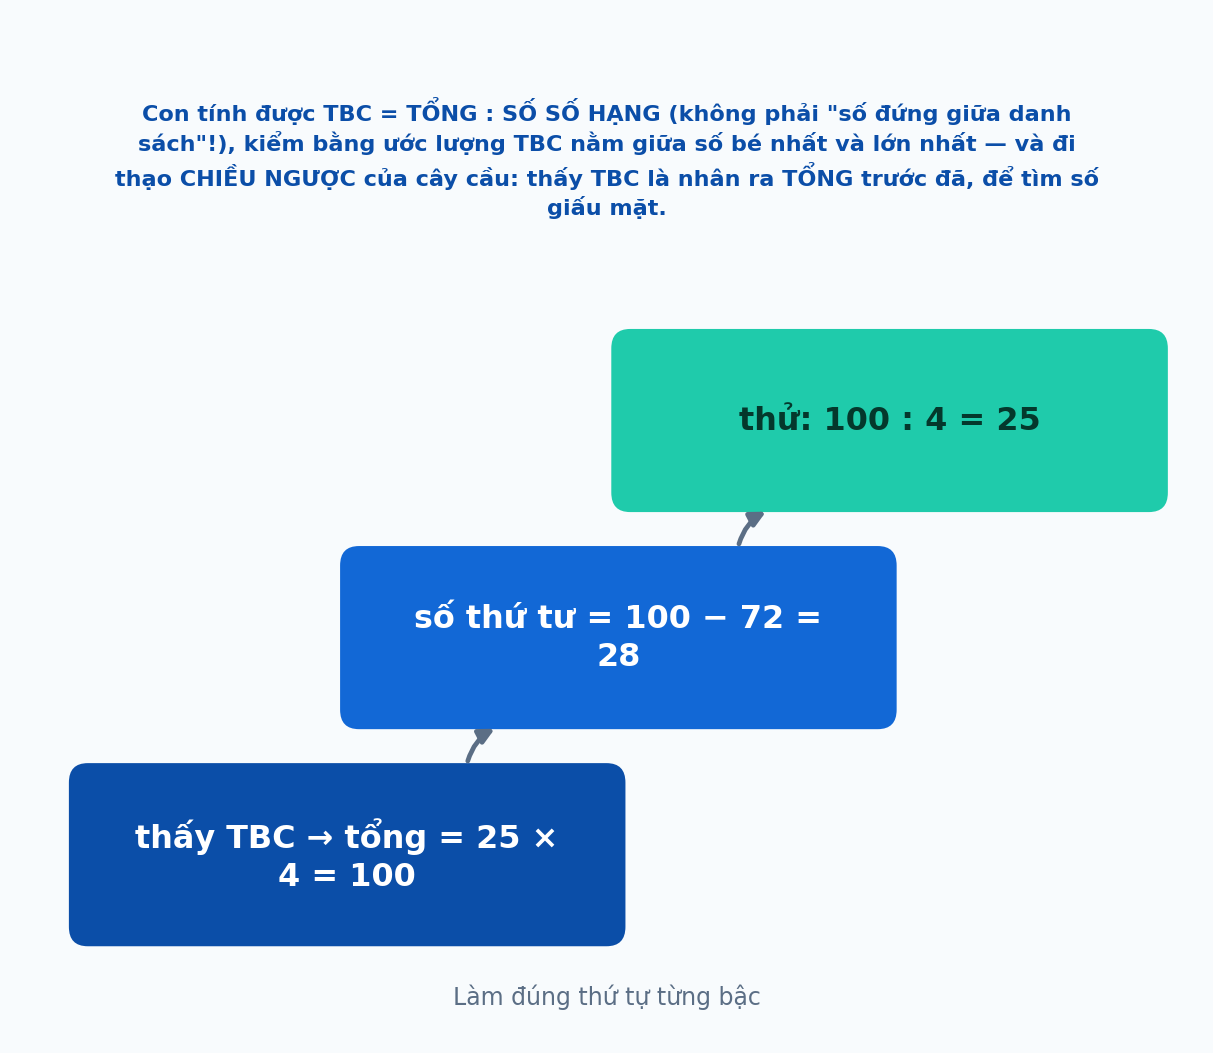 Con tính được TBC = TỔNG : SỐ SỐ HẠNG (không phải "số đứng giữa danh
sách"!), kiểm bằng ước lượng TBC nằm giữa số bé nhất và lớn nhất — và đi
thạo CHIỀU NGƯỢC của cây cầu: thấy TBC là nhân ra TỔNG trước đã, để tìm số
giấu mặt.
thử: 100 : 4 = 25
số thứ tư = 100 − 72 =
28
thấy TBC → tổng = 25 ×
4 = 100
Làm đúng thứ tự từng bậc